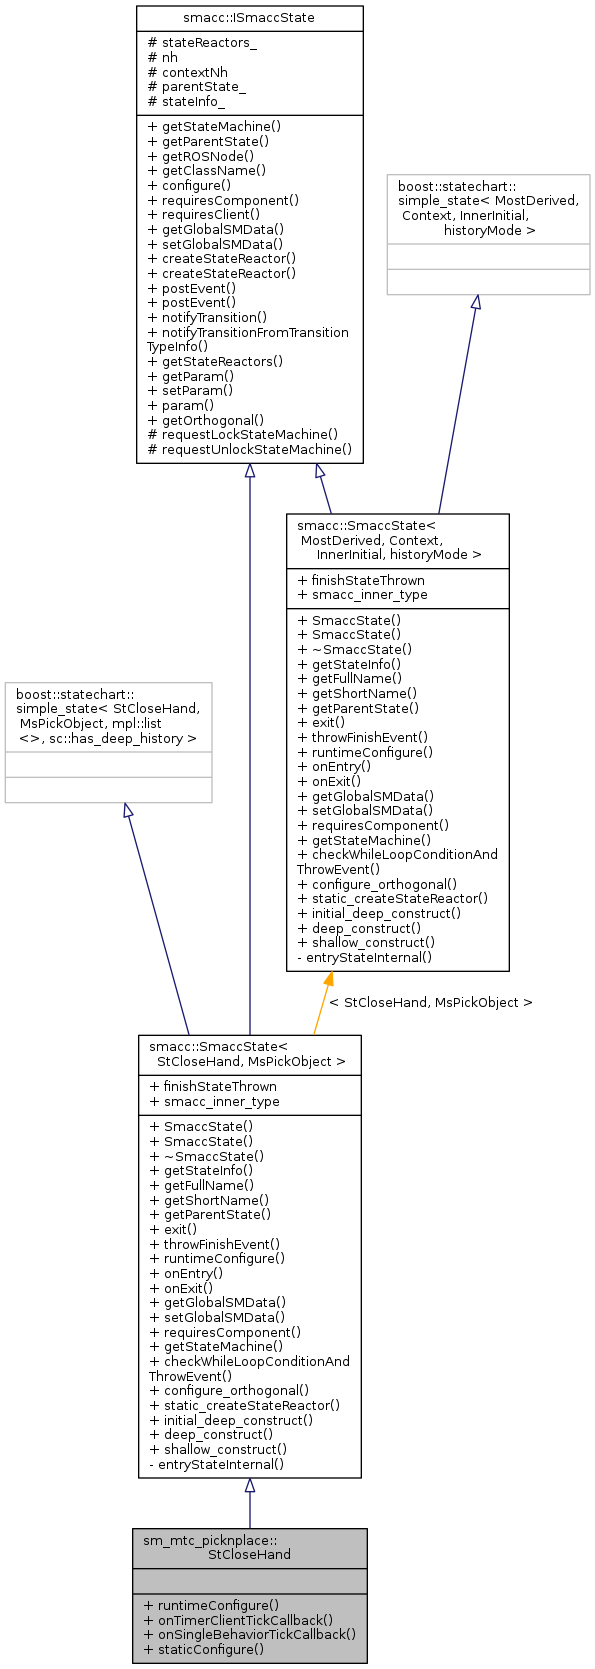 smacc::ISmaccState
# stateReactors_
# nh
# contextNh
# parentState_
# stateInfo_
+ getStateMachine()
+ getParentState()
+ getROSNode()
+ getClassName()
+ configure()
+ requiresComponent()
+ requiresClient()
+ getGlobalSMData()
+ setGlobalSMData()
+ createStateReactor()
+ createStateReactor()
+ postEvent()
+ postEvent()
+ notifyTransition()
+ notifyTransitionFromTransition
TypeInfo()
+ getStateReactors()
+ getParam()
+ setParam()
+ param()
+ getOrthogonal()
# requestLockStateMachine()
# requestUnlockStateMachine()
boost::statechart::
simple_state< MostDerived,
Context, InnerInitial,
historyMode >
smacc::SmaccState<
MostDerived, Context,
InnerInitial, historyMode >
+ finishStateThrown
+ smacc_inner_type
+ SmaccState()
+ SmaccState()
+ ~SmaccState()
+ getStateInfo()
+ getFullName()
+ getShortName()
+ getParentState()
+ exit()
+ throwFinishEvent()
+ runtimeConfigure()
+ onEntry()
+ onExit()
+ getGlobalSMData()
+ setGlobalSMData()
+ requiresComponent()
+ getStateMachine()
+ checkWhileLoopConditionAnd
ThrowEvent()
+ configure_orthogonal()
+ static_createStateReactor()
+ initial_deep_construct()
+ deep_construct()
+ shallow_construct()
- entryStateInternal()
boost::statechart::
simple_state< StCloseHand,
MsPickObject, mpl::list
<>, sc::has_deep_history >
< StCloseHand, MsPickObject >
smacc::SmaccState<
StCloseHand, MsPickObject >
+ finishStateThrown
+ smacc_inner_type
+ SmaccState()
+ SmaccState()
+ ~SmaccState()
+ getStateInfo()
+ getFullName()
+ getShortName()
+ getParentState()
+ exit()
+ throwFinishEvent()
+ runtimeConfigure()
+ onEntry()
+ onExit()
+ getGlobalSMData()
+ setGlobalSMData()
+ requiresComponent()
+ getStateMachine()
+ checkWhileLoopConditionAnd
ThrowEvent()
+ configure_orthogonal()
+ static_createStateReactor()
+ initial_deep_construct()
+ deep_construct()
+ shallow_construct()
- entryStateInternal()
sm_mtc_picknplace::
StCloseHand
+ runtimeConfigure()
+ onTimerClientTickCallback()
+ onSingleBehaviorTickCallback()
+ staticConfigure()